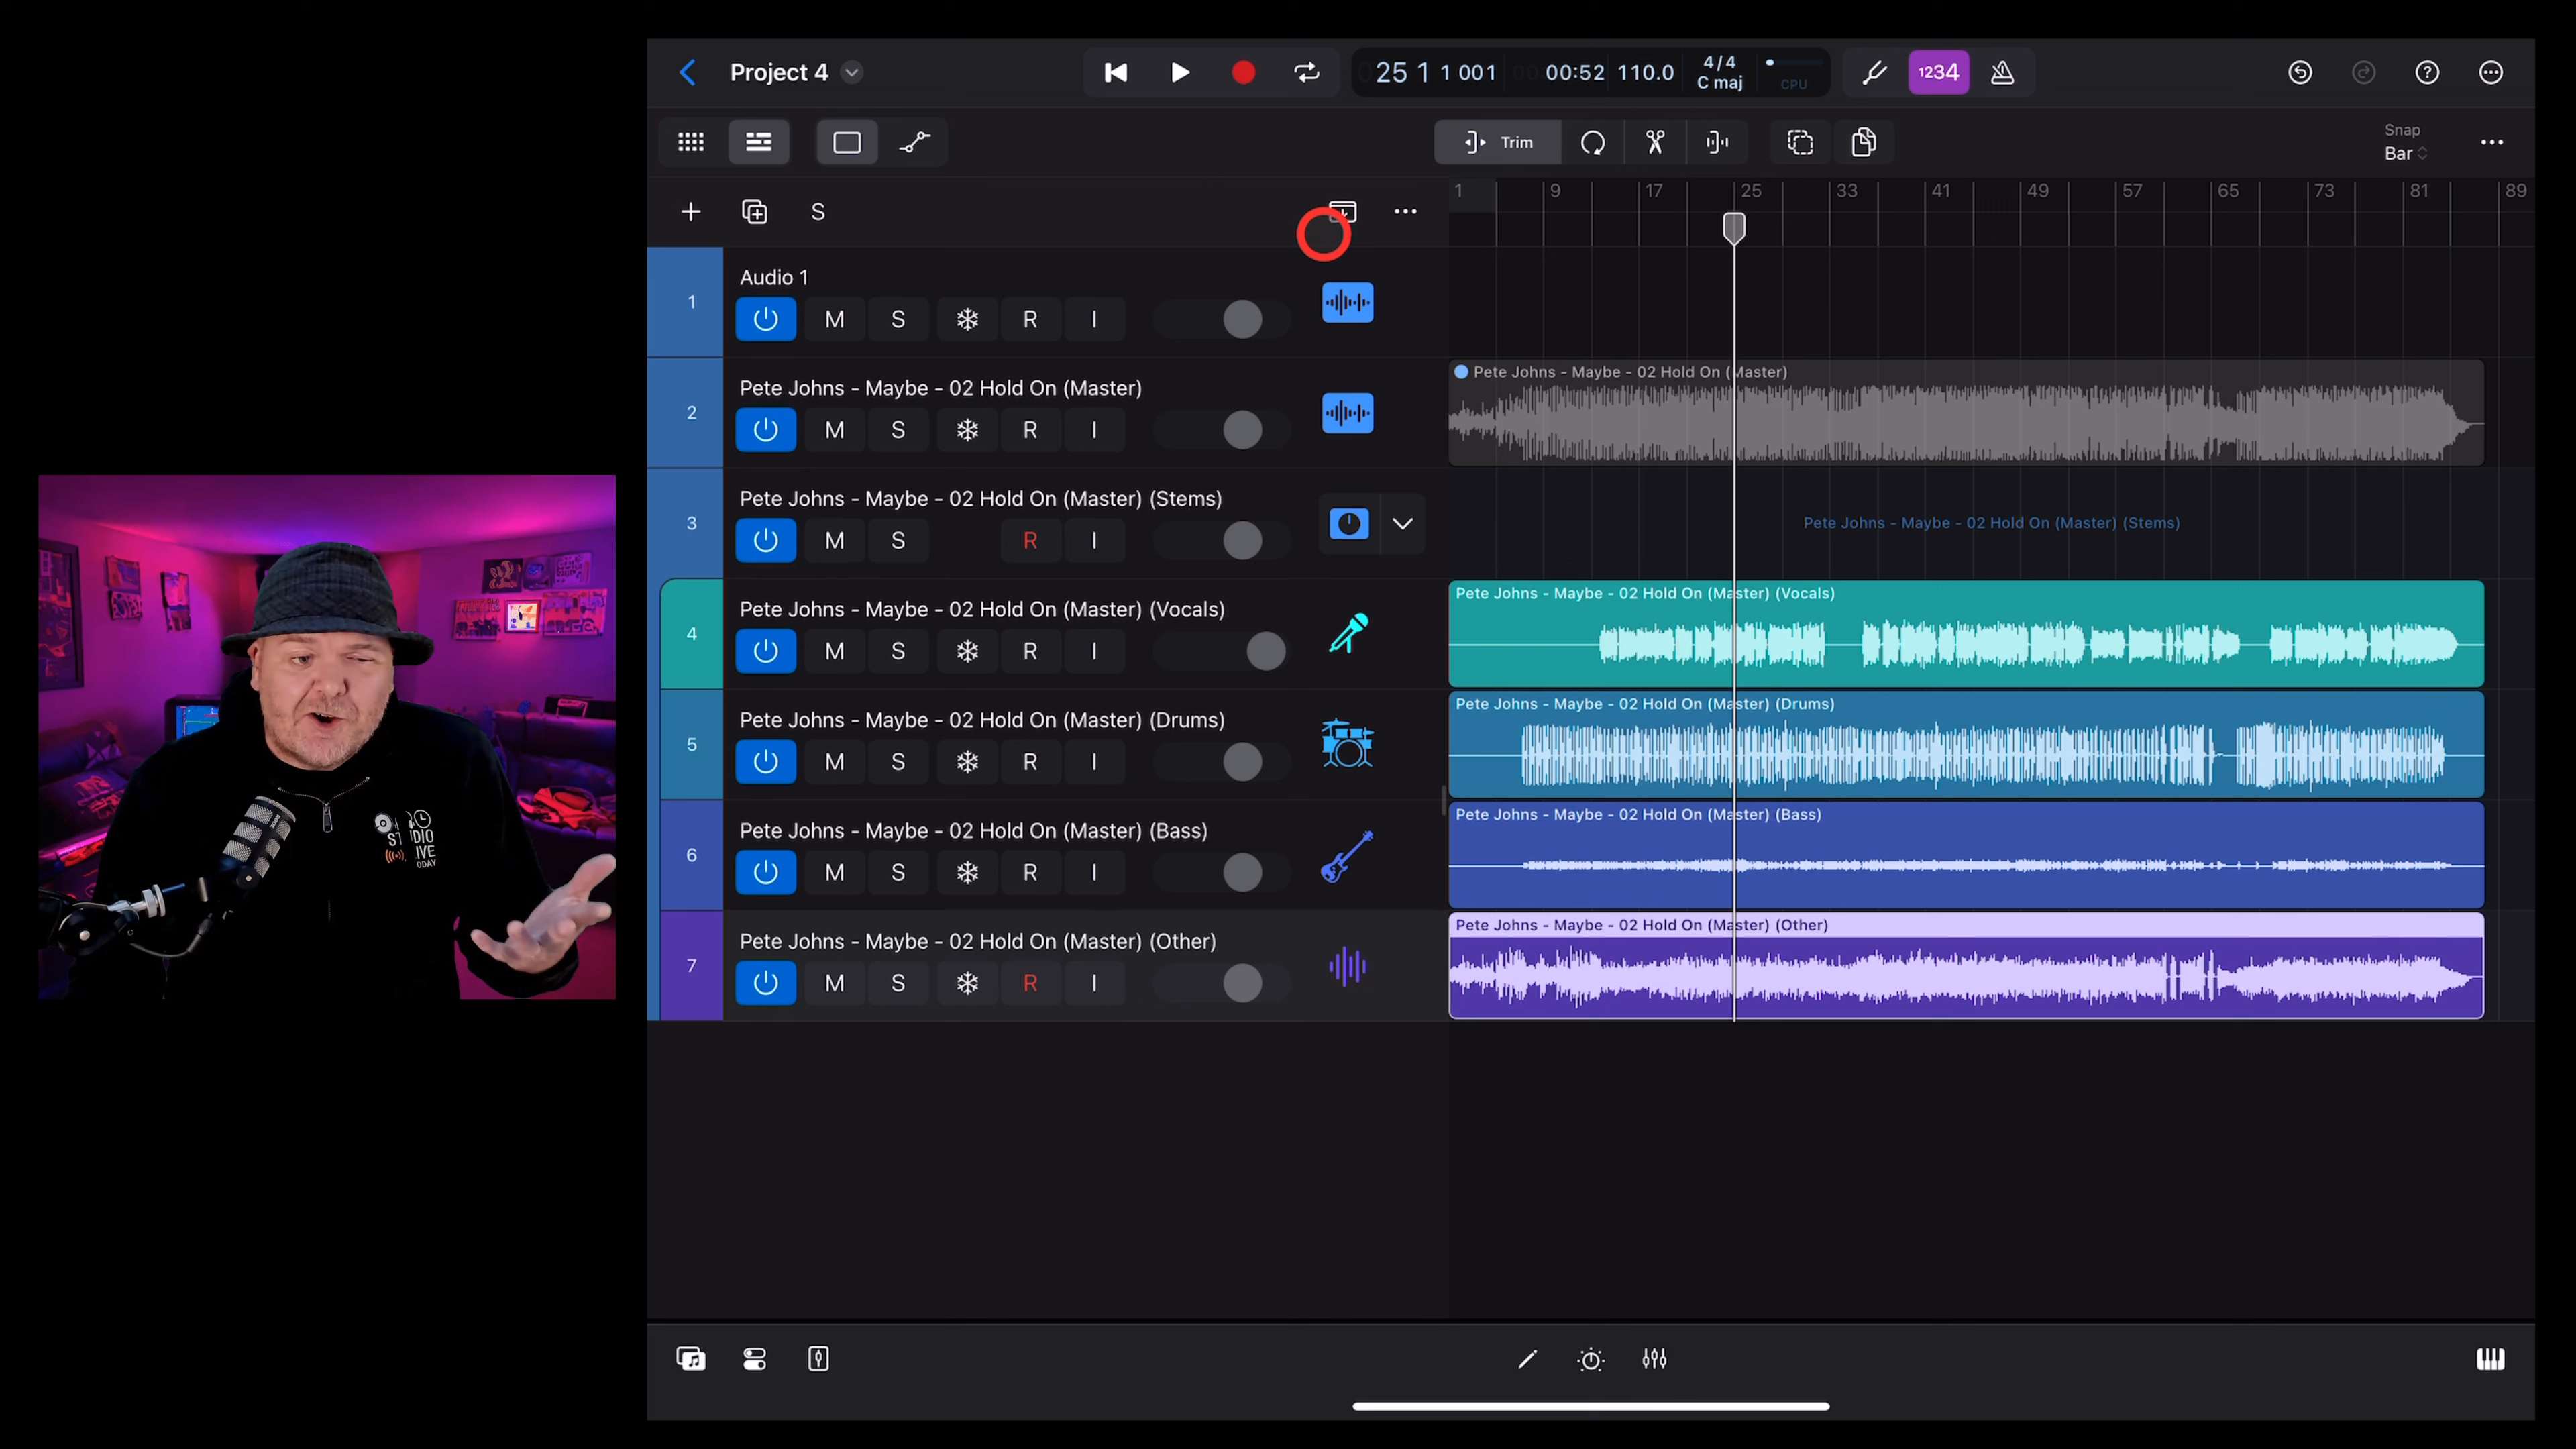 Project 4
25 1 1 001
00:52
110.0
4/4
C maj
CPU
1234
Trim
Snap
Bar
S
1 9 17 25 33 41 49 57 65 73 81 89
1
Audio 1
M S R I
2
Pete Johns - Maybe - 02 Hold On (Master)
M S R I
Pete Johns - Maybe - 02 Hold On (Master)
3
Pete Johns - Maybe - 02 Hold On (Master) (Stems)
M S R I
Pete Johns - Maybe - 02 Hold On (Master) (Stems)
4
Pete Johns - Maybe - 02 Hold On (Master) (Vocals)
M S R I
Pete Johns - Maybe - 02 Hold On (Master) (Vocals)
5
Pete Johns - Maybe - 02 Hold On (Master) (Drums)
M S R I
Pete Johns - Maybe - 02 Hold On (Master) (Drums)
6
Pete Johns - Maybe - 02 Hold On (Master) (Bass)
M S R I
Pete Johns - Maybe - 02 Hold On (Master) (Bass)
7
Pete Johns - Maybe - 02 Hold On (Master) (Other)
M S R I
Pete Johns - Maybe - 02 Hold On (Master) (Other)